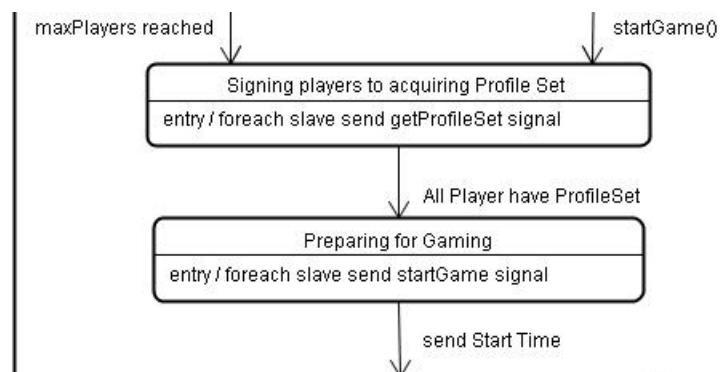 maxPlayers reached
startGame()
Signing players to acquiring Profile Set
entry / foreach slave send getProfileSet signal
All Player have ProfileSet
Preparing for Gaming
entry / foreach slave send startGame signal
send Start Time